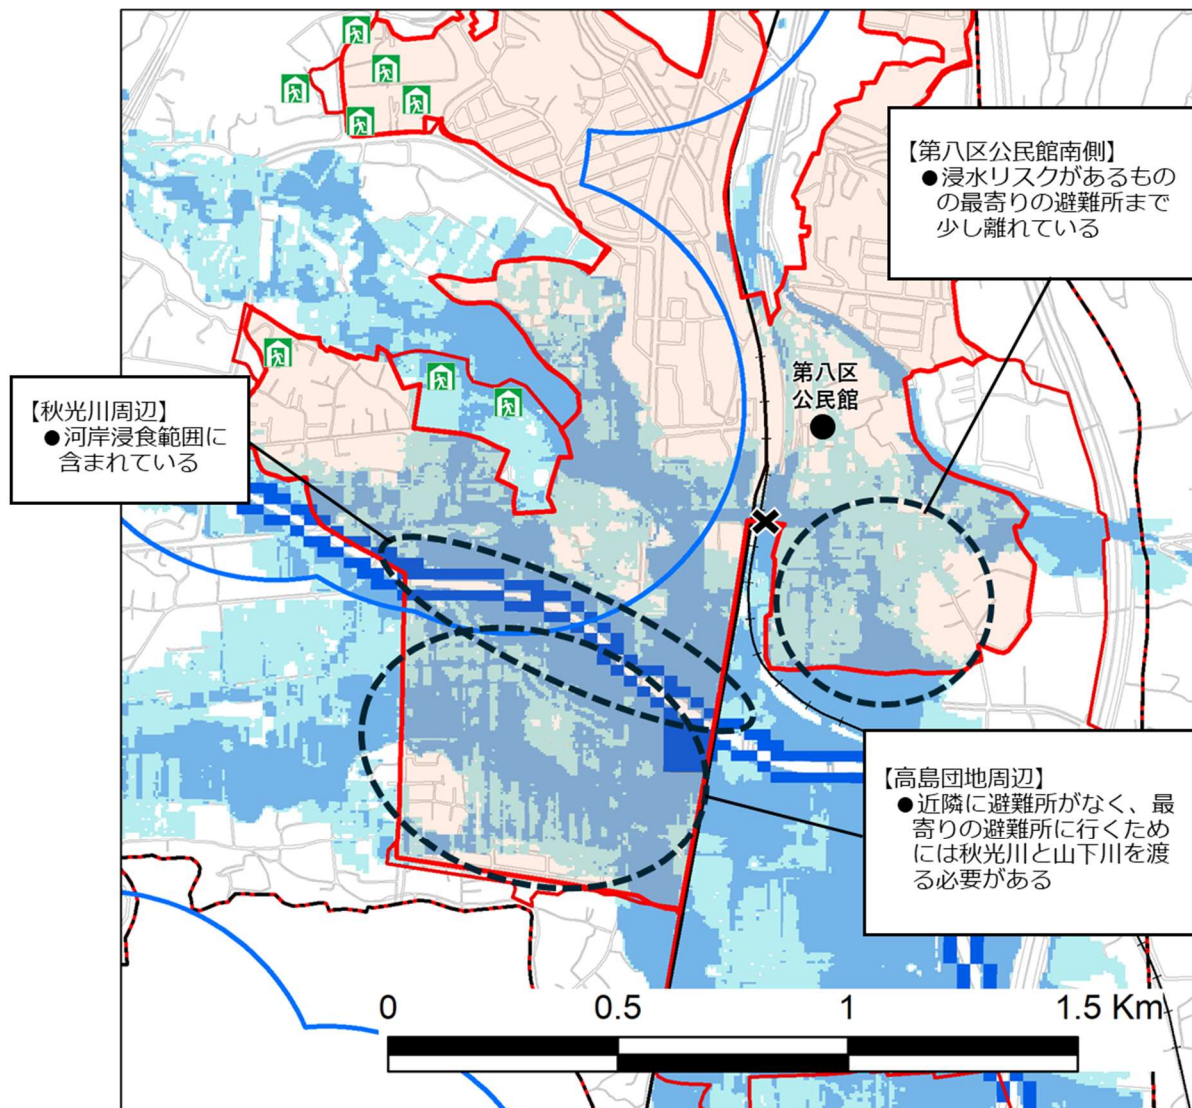 【第八区公民館南側】
●浸水リスクがあるもの
の最寄りの避難所まで
少し離れている
第八区
公民館
【秋光川周辺】
●河岸浸食範囲に
含まれている
【高島団地周辺】
●近隣に避難所がなく、最
寄りの避難所に行くため
には秋光川と山下川を渡
る必要がある
0 0.5 1 1.5 Km